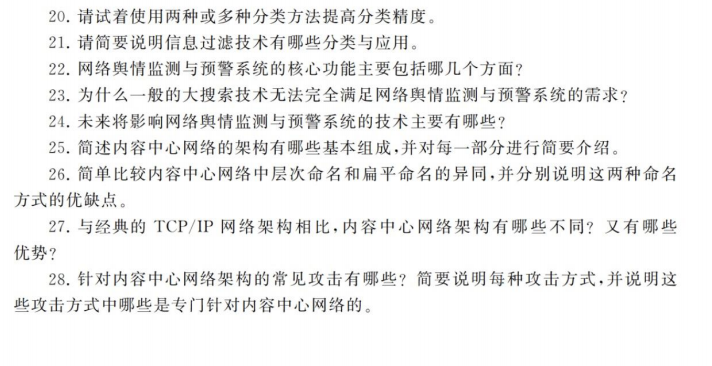 20. 请试着使用两种或多种分类方法提高分类精度。
21. 请简要说明信息过滤技术有哪些分类与应用。
22. 网络舆情监测与预警系统的核心功能主要包括哪几个方面?
23. 为什么一般的大搜索技术无法完全满足网络舆情监测与预警系统的需求?
24. 未来将影响网络舆情监测与预警系统的技术主要有哪些?
25. 简述内容中心网络的架构有哪些基本组成,并对每一部分进行简要介绍。
26. 简单比较内容中心网络中层次命名和扁平命名的异同,并分别说明这两种命名
方式的优缺点。
27. 与经典的 TCP/IP 网络架构相比,内容中心网络架构有哪些不同? 又有哪些
优势?
28. 针对内容中心网络架构的常见攻击有哪些? 简要说明每种攻击方式,并说明这
些攻击方式中哪些是专门针对内容中心网络的。